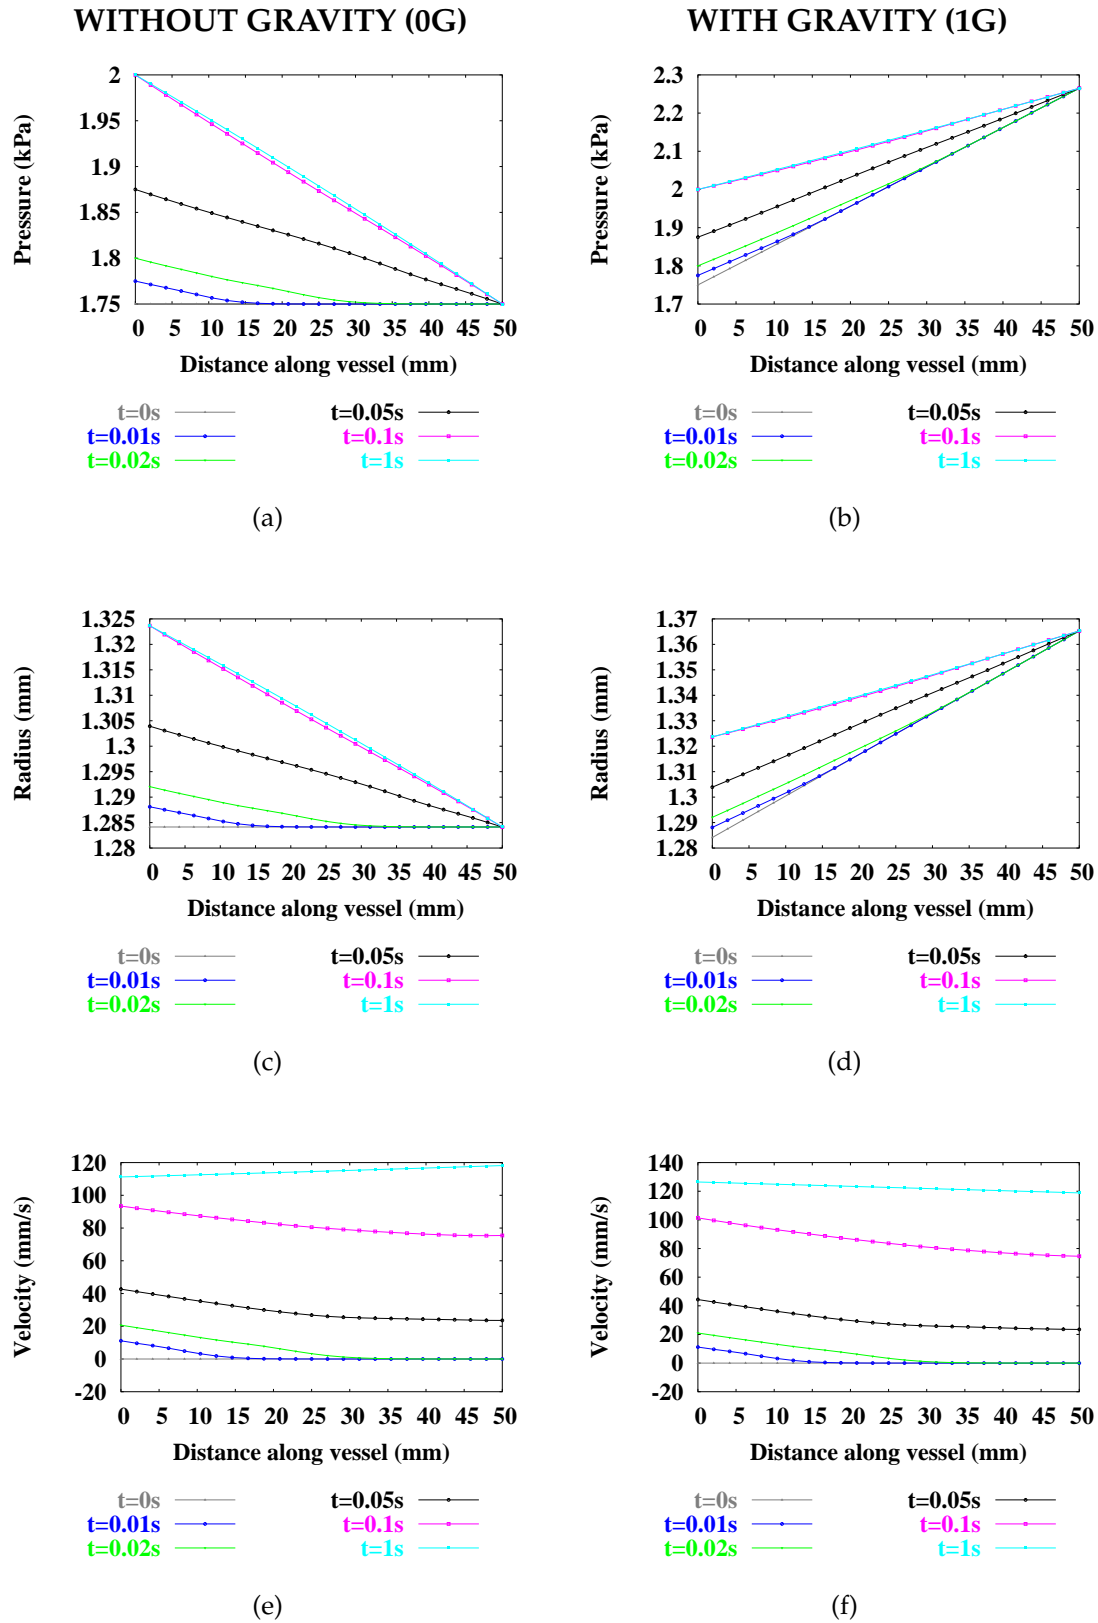 WITHOUT GRAVITY (0G)
WITH GRAVITY (1G)
Pressure (kPa)
2
1.95
1.9
1.85
1.8
1.75
0 5 10 15 20 25 30 35 40 45 50
Distance along vessel (mm)
t=0s
t=0.01s
t=0.02s
t=0.05s
t=0.1s
t=1s
(a)
Pressure (kPa)
2.3
2.2
2.1
2
1.9
1.8
1.7
0 5 10 15 20 25 30 35 40 45 50
Distance along vessel (mm)
t=0s
t=0.01s
t=0.02s
t=0.05s
t=0.1s
t=1s
(b)
Radius (mm)
1.325
1.32
1.315
1.31
1.305
1.3
1.295
1.29
1.285
1.28
0 5 10 15 20 25 30 35 40 45 50
Distance along vessel (mm)
t=0s
t=0.01s
t=0.02s
t=0.05s
t=0.1s
t=1s
(c)
Radius (mm)
1.37
1.36
1.35
1.34
1.33
1.32
1.31
1.3
1.29
1.28
0 5 10 15 20 25 30 35 40 45 50
Distance along vessel (mm)
t=0s
t=0.01s
t=0.02s
t=0.05s
t=0.1s
t=1s
(d)
Velocity (mm/s)
120
100
80
60
40
20
0
-20
0 5 10 15 20 25 30 35 40 45 50
Distance along vessel (mm)
t=0s
t=0.01s
t=0.02s
t=0.05s
t=0.1s
t=1s
(e)
Velocity (mm/s)
140
120
100
80
60
40
20
0
-20
0 5 10 15 20 25 30 35 40 45 50
Distance along vessel (mm)
t=0s
t=0.01s
t=0.02s
t=0.05s
t=0.1s
t=1s
(f)